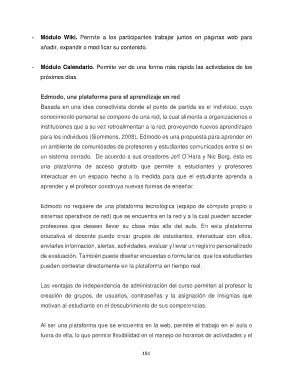 - Módulo Wiki. Permite a los participantes trabajar juntos en páginas web para
añadir, expandir o modificar su contenido.
- Módulo Calendario. Permite ver de una forma más rápida las actividades de los
próximos días.
Edmodo, una plataforma para el aprendizaje en red
Basada en una idea conectivista donde el punto de partida es el individuo, cuyo
conocimiento personal se compone de una red, la cual alimenta a organizaciones e
instituciones que a su vez retroalimentan a la red, proveyendo nuevos aprendizajes
para los individuos (Siemmens, 2008), Edmodo es una propuesta para aprender en
un ambiente de comunidades de profesores y estudiantes comunicados entre sí en
un sistema cerrado. De acuerdo a sus creadores Jeff O´Hara y Nic Borg, ésta es
una plataforma de acceso gratuito que permite a estudiantes y profesores
interactuar en un espacio hecho a la medida para que el estudiante aprenda a
aprender y el profesor construya nuevas formas de enseñar.
Edmodo no requiere de una plataforma tecnológica (equipo de cómputo propio o
sistemas operativos de red) que se encuentra en la red y a la cual pueden acceder
profesores que deseen llevar su clase más allá del aula. En esta plataforma
educativa el docente puede crear grupos de estudiantes, interactuar con ellos,
enviarles información, alertas, actividades, evaluar y llevar un registro personalizado
de evaluación. También puede diseñar encuestas o formularios que los estudiantes
pueden contestar directamente en la plataforma en tiempo real.
Las ventajas de independencia de administración del curso permiten al profesor la
creación de grupos, de usuarios, contraseñas y la asignación de insignias que
motivan al estudiante en el descubrimiento de sus competencias.
Al ser una plataforma que se encuentra en la web, permite el trabajo en el aula o
fuera de ella, lo que permite flexibilidad en el manejo de horarios de actividades y el